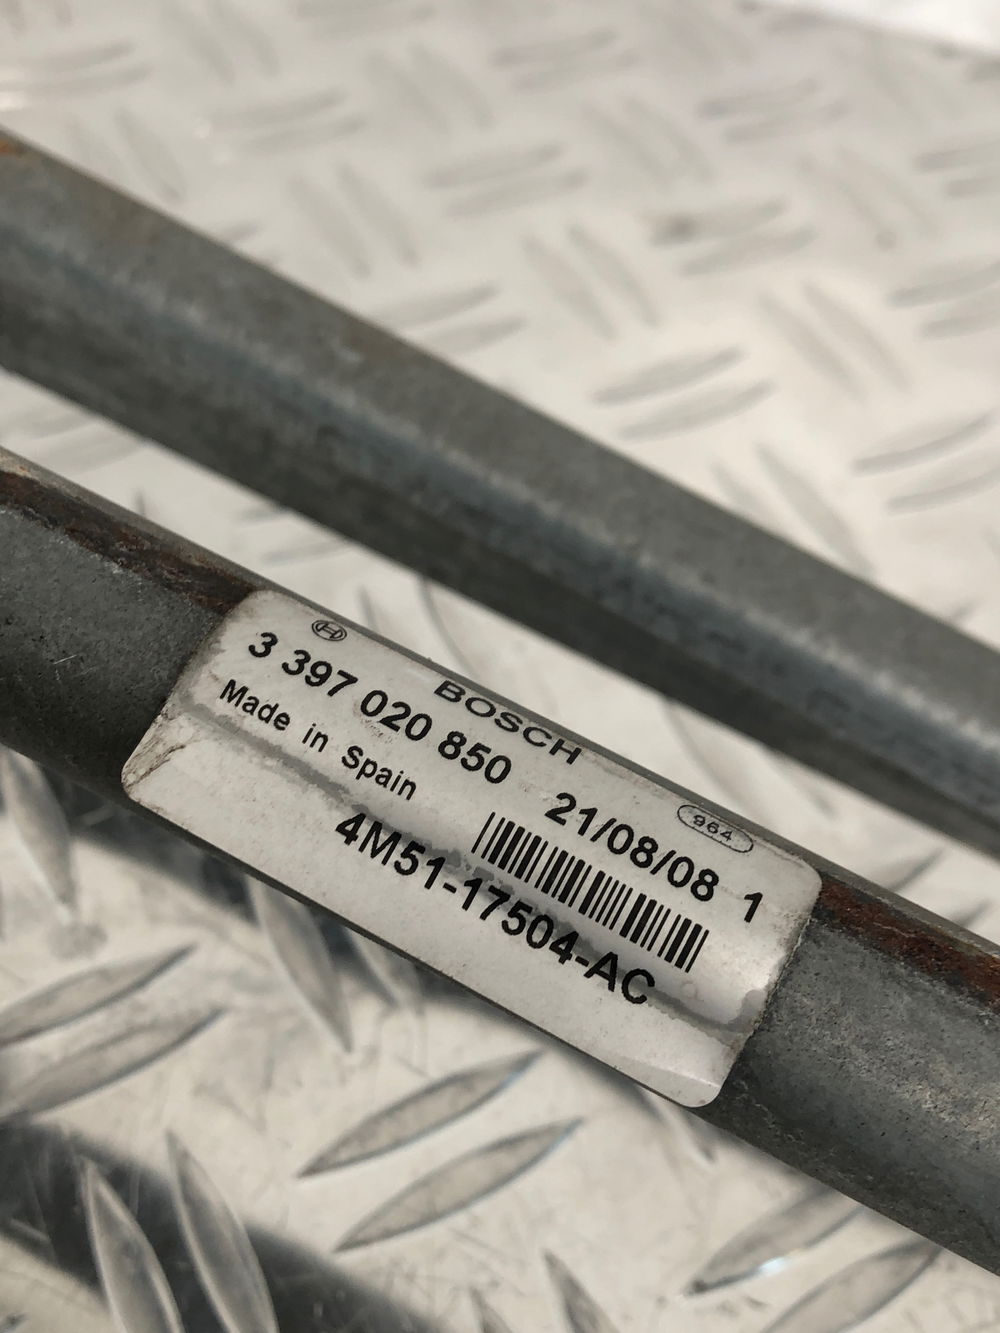 BOSCH
964
3 397 020 850 21/08/08 1
Made in Spain
4M51-17504-AC